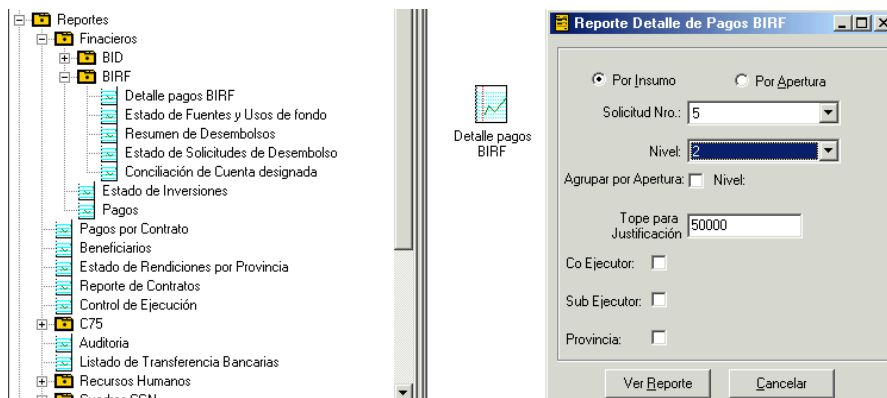 Reportes
Finacieros
BID
BIRF
Detalle pagos BIRF
Estado de Fuentes y Usos de fondo
Resumen de Desembolsos
Estado de Solicitudes de Desembolso
Conciliación de Cuenta designada
Estado de Inversiones
Pagos
Pagos por Contrato
Beneficiarios
Estado de Rendiciones por Provincia
Reporte de Contratos
Control de Ejecución
C75
Auditoria
Listado de Transferencia Bancarias
Recursos Humanos
Detalle pagos
BIRF
Reporte Detalle de Pagos BIRF
Por Insumo Por Apertura
Solicitud Nro.: 5
Nivel: 2
Agrupar por Apertura: Nivel:
Tope para
Justificación 50000
Co Ejecutor:
Sub Ejecutor:
Provincia:
Ver Reporte Cancelar